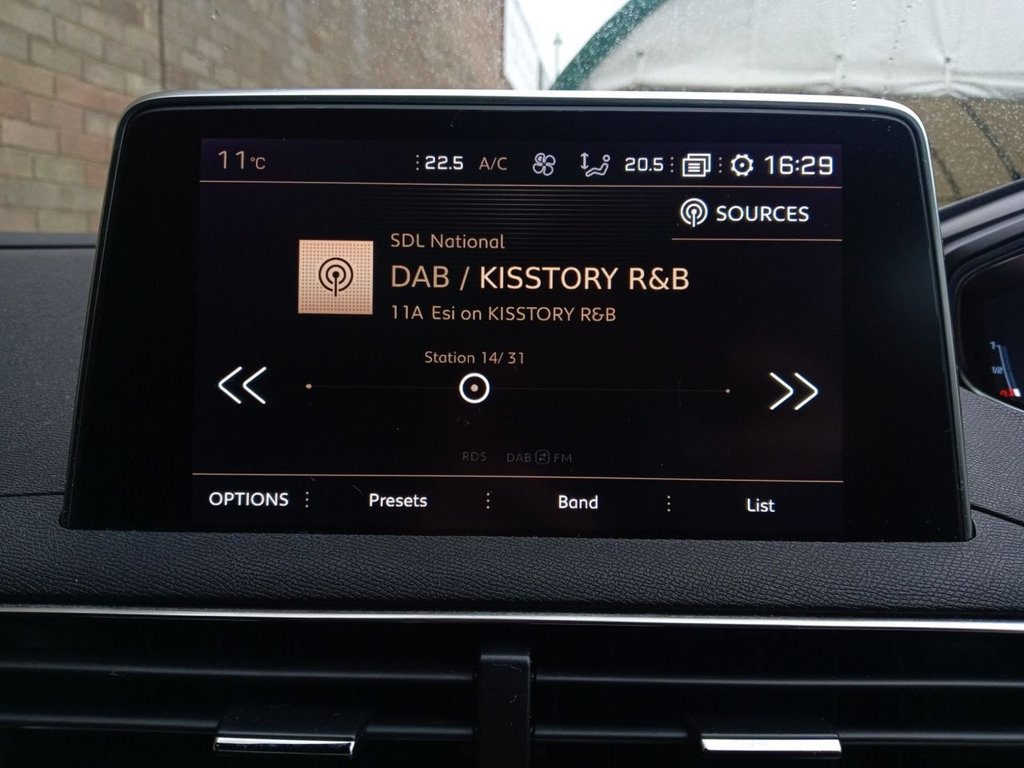 11°C 22.5 A/C 20.5 16:29
SOURCES
SDL National
DAB / KISSTORY R&B
11A Esi on KISSTORY R&B
Station 14/ 31
RDS DAB FM
OPTIONS Presets Band List